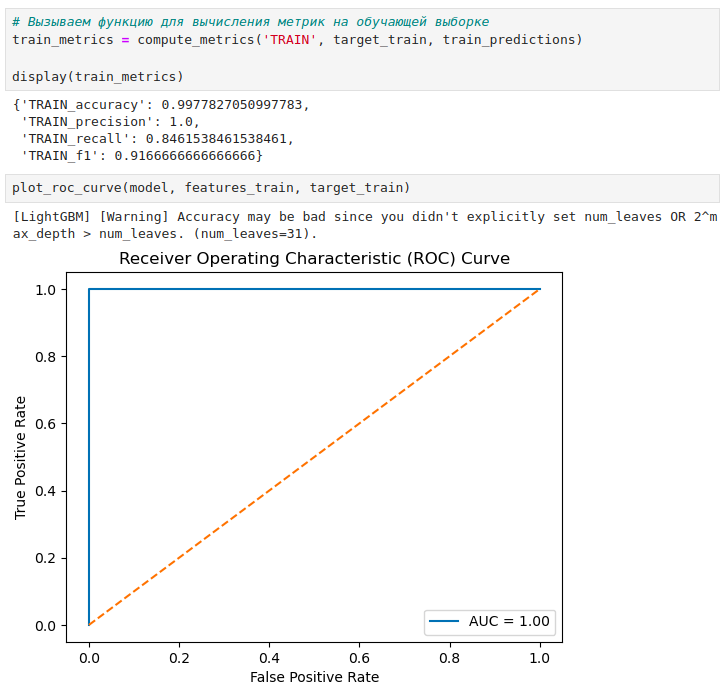 # Вызываем функцию для вычисления метрик на обучающей выборке
train_metrics = compute_metrics('TRAIN', target_train, train_predictions)
display(train_metrics)
{'TRAIN_accuracy': 0.9977827050997783,
'TRAIN_precision': 1.0,
'TRAIN_recall': 0.8461538461538461,
'TRAIN_f1': 0.9166666666666666}
plot_roc_curve(model, features_train, target_train)
[LightGBM] [Warning] Accuracy may be bad since you didn't explicitly set num_leaves OR 2^m
ax_depth > num_leaves. (num_leaves=31).
Receiver Operating Characteristic (ROC) Curve
1.0
0.8
0.6
0.4
0.2
0.0
True Positive Rate
AUC = 1.00
0.0 0.2 0.4 0.6 0.8 1.0
False Positive Rate